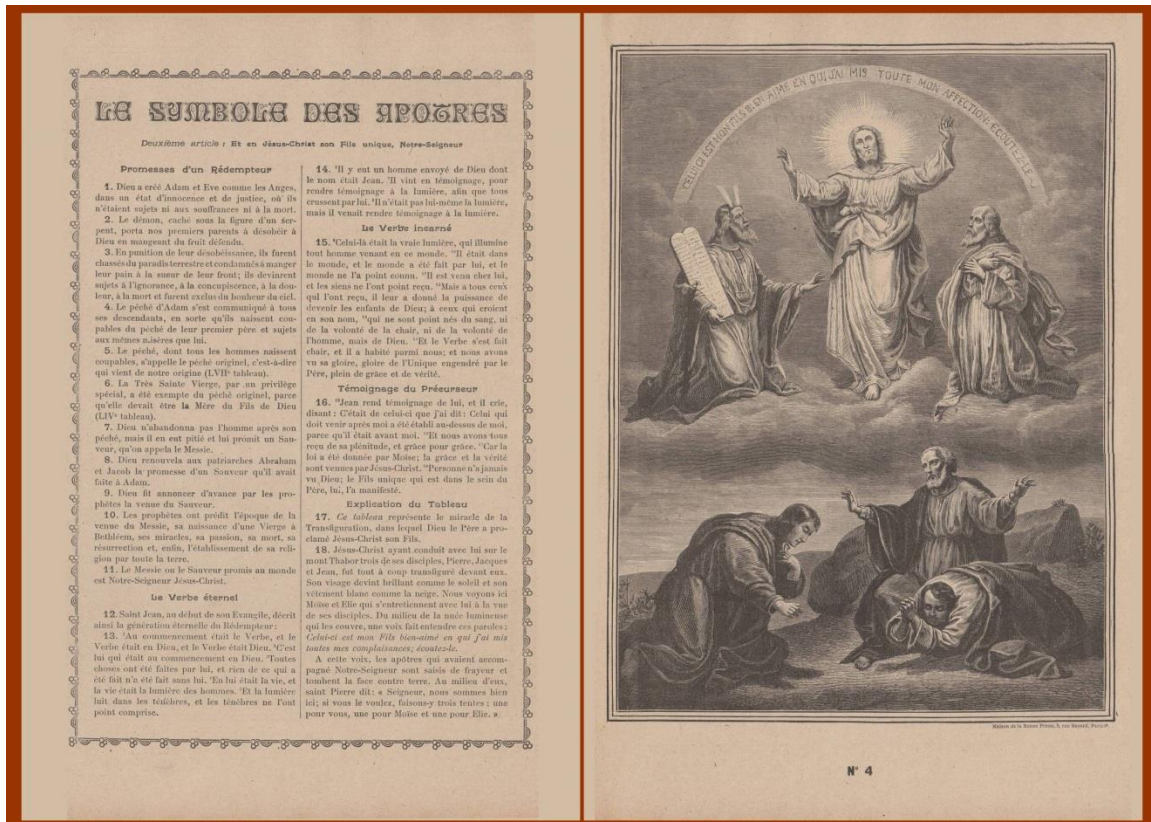 LE SYMBOLE DES APOTRES
Deuxième article : Et en Jésus-Christ son Fils unique, Notre-Seigneur
Promesses d'un Rédempteur
1. Dieu a créé Adam et Eve comme les Anges,
dans un état d'innocence et de justice, où ils
n'étaient sujets ni aux souffrances ni à la mort.
2. Le démon, caché sous la figure d'un ser-
pent, porta nos premiers parents à désobéir à
Dieu en mangeant du fruit défendu.
3. En punition de leur désobéissance, ils furent
chassés du paradis terrestre et condamnés à manger
leur pain à la sueur de leur front; ils devinrent
sujets à l'ignorance, à la concupiscence, à la dou-
leur, à la mort et furent exclus du bonheur du ciel.
4. Le péché d'Adam s'est communiqué à tous
ses descendants, en sorte qu'ils naissent cou-
pables du péché de leur premier père et sujets
aux mêmes misères que lui.
5. Le péché, dont tous les hommes naissent
coupables, s'appelle le péché originel, c'est-à-dire
qui vient de notre origine (LVIIe tableau).
6. La Très Sainte Vierge, par un privilège
spécial, a été exempte du péché originel, parce
qu'elle devait être la Mère du Fils de Dieu
(LIVe tableau).
7. Dieu n'abandonna pas l'homme après son
péché, mais il en eut pitié et lui promit un Sau-
veur, qu'on appela le Messie.
8. Dieu renouvela aux patriarches Abraham
et Jacob la promesse d'un Sauveur qu'il avait
faite à Adam.
9. Dieu fit annoncer d'avance par les pro-
phètes la venue du Sauveur.
10. Les prophètes ont prédit l'époque de la
venue du Messie, sa naissance d'une Vierge à
Bethléem, ses miracles, sa passion, sa mort, sa
résurrection et, enfin, l'établissement de sa reli-
gion par toute la terre.
11. Le Messie ou le Sauveur promis au monde
est Notre-Seigneur Jésus-Christ.
Le Verbe éternel
12. Saint Jean, au début de son Evangile, décrit
ainsi la génération éternelle du Rédempteur :
13. Au commencement était le Verbe, et le
Verbe était en Dieu, et le Verbe était Dieu. C'est
lui qui était au commencement en Dieu. Toutes
choses ont été faites par lui, et rien de ce qui a
été fait n'a été fait sans lui. En lui était la vie, et
la vie était la lumière des hommes. Et la lumière
luit dans les ténèbres, et les ténèbres ne l'ont
point comprise.
14. Il y eut un homme envoyé de Dieu dont
le nom était Jean. Il vint en témoignage, pour
rendre témoignage à la lumière, afin que tous
crussent par lui. Il n'était pas lui-même la lumière,
mais il venait rendre témoignage à la lumière.
Le Verbe incarné
15. Celui-là était la vraie lumière, qui illumine
tout homme venant en ce monde. Il était dans
le monde, et le monde a été fait par lui, et le
monde ne l'a point connu. Il est venu chez lui,
et les siens ne l'ont point reçu. Mais à tous ceux
qui l'ont reçu, il leur a donné la puissance de
devenir les enfants de Dieu; à ceux qui croient
en son nom, qui ne sont point nés du sang, ni
de la volonté de la chair, ni de la volonté de
l'homme, mais de Dieu. Et le Verbe s'est fait
chair, et il a habité parmi nous; et nous avons
vu sa gloire, gloire de l'Unique engendré par le
Père, plein de grâce et de vérité.
Témoignage du Précurseur
16. Jean rend témoignage de lui, et il crie,
disant : C'était de celui-ci que j'ai dit : Celui qui
doit venir après moi a été établi au-dessus de moi,
parce qu'il était avant moi. Et nous avons tous
reçu de sa plénitude, et grâce pour grâce. Car la
loi a été donnée par Moïse; la grâce et la vérité
sont venues par Jésus-Christ. Personne n'a jamais
vu Dieu; le Fils unique qui est dans le sein du
Père, lui, l'a manifesté.
Explication du Tableau
17. Ce tableau représente le miracle de la
Transfiguration, dans lequel Dieu le Père a pro-
clamé Jésus-Christ son Fils.
18. Jésus-Christ ayant conduit avec lui sur le
mont Thabor trois de ses disciples, Pierre, Jacques
et Jean, fut tout à coup transfiguré devant eux.
Son visage devint brillant comme le soleil et son
vêtement blanc comme la neige. Nous voyons ici
Moïse et Elie qui s'entretiennent avec lui à la vue
de ses disciples. Du milieu de la nuée lumineuse
qui les couvre, une voix fait entendre ces paroles :
Celui-ci est mon Fils bien-aimé en qui j'ai mis
toutes mes complaisances; écoutez-le.
A cette voix, les apôtres qui avaient accom-
pagné Notre-Seigneur sont saisis de frayeur et
tombent la face contre terre. Au milieu d'eux,
saint Pierre dit : « Seigneur, nous sommes bien
ici; si vous le voulez, faisons-y trois tentes : une
pour vous, une pour Moïse et une pour Elie. »
CELUI-CI EST MON FILS BIEN AIMÉ EN QUI J'AI MIS TOUTE MON AFFECTION: ECOUTEZ-LE
Maison de la Bonne Presse, 5, rue Bayard, Paris
N° 4